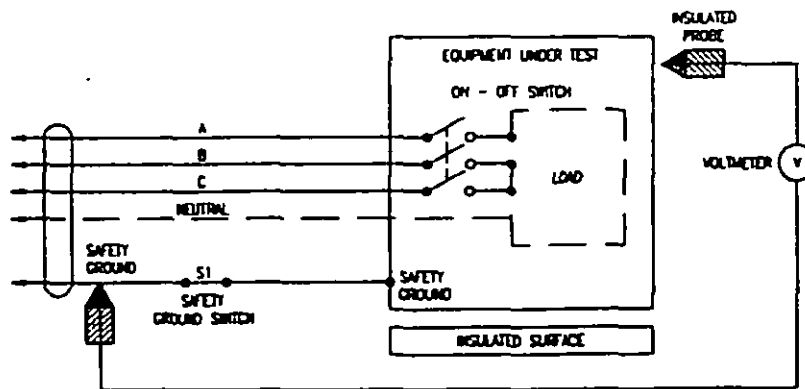 INSULATED
PROBE
EQUIPMENT UNDER TEST
ON - OFF SWITCH
A
B
C
LOAD
VOLTMETER
V
NEUTRAL
SAFETY
GROUND
S1
SAFETY
GROUND SWITCH
SAFETY
GROUND
INSULATED SURFACE